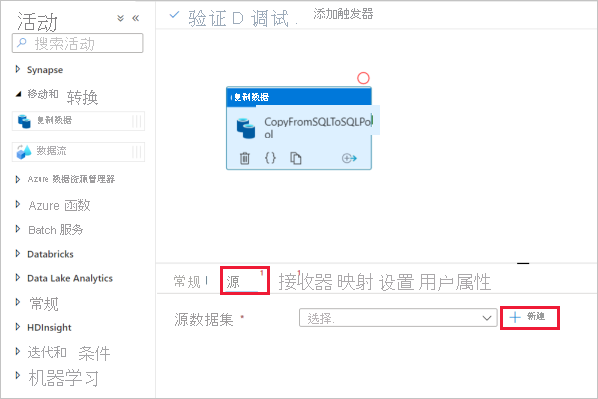 活动
搜索活动
Synapse
移动和 转换
复制数据
数据流
Azure 数据资源管理器
Azure 函数
Batch 服务
Databricks
Data Lake Analytics
常规
HDInsight
迭代和 条件
机器学习
验证 D 调试 . 添加触发器
复制数据
CopyFromSQLToSQLPo
ol
常规 源 1 接收器 1 映射 设置 用户属性
源数据集 *
选择.
新建